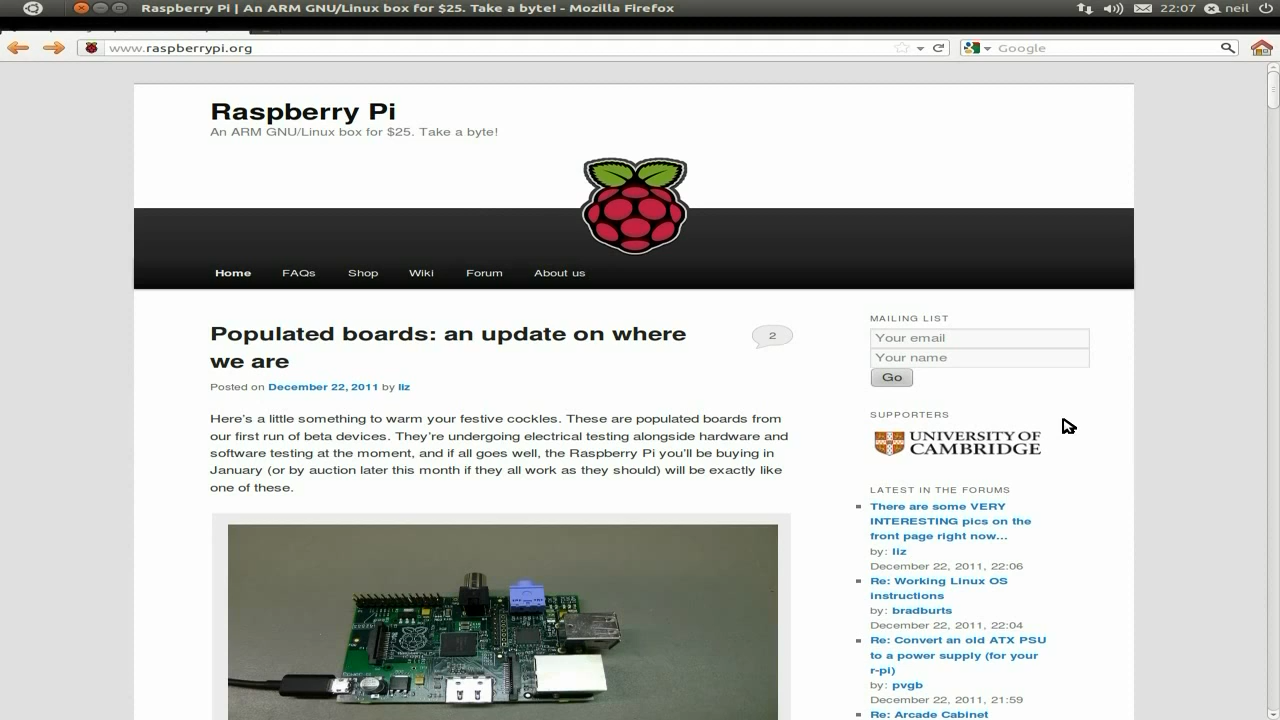 Raspberry Pi | An ARM GNU/Linux box for $25. Take a byte! - Mozilla Firefox
22:07
neil
www.raspberrypi.org
Google
Raspberry Pi
An ARM GNU/Linux box for $25. Take a byte!
Home FAQs Shop Wiki Forum About us
Populated boards: an update on where
we are
2
Posted on December 22, 2011 by liz
Here's a little something to warm your festive cockles. These are populated boards from
our first run of beta devices. They're undergoing electrical testing alongside hardware and
software testing at the moment, and if all goes well, the Raspberry Pi you'll be buying in
January (or by auction later this month if they all work as they should) will be exactly like
one of these.
MAILING LIST
Your email
Your name
Go
SUPPORTERS
UNIVERSITY OF
CAMBRIDGE
LATEST IN THE FORUMS
There are some VERY
INTERESTING pics on the
front page right now...
by: liz
December 22, 2011, 22:06
Re: Working Linux OS
instructions
by: bradburts
December 22, 2011, 22:04
Re: Convert an old ATX PSU
to a power supply (for your
r-pi)
by: pvgb
December 22, 2011, 21:59
Re: Arcade Cabinet